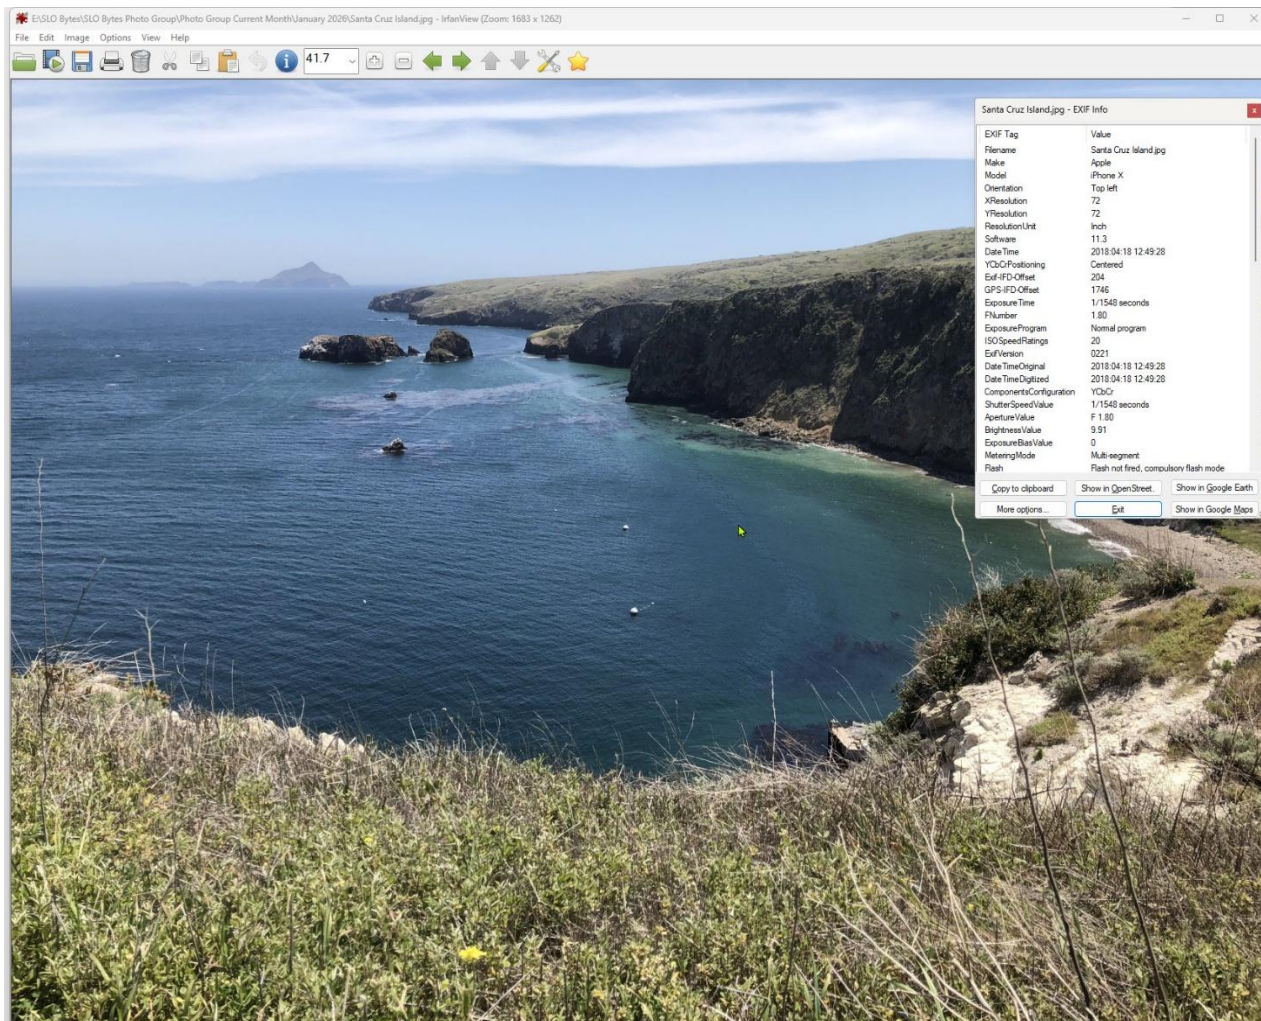 E:\SLO Bytes\SLO Bytes Photo Group\Photo Group Current Month\January 2026\Santa Cruz Island.jpg - IrfanView (Zoom: 1683 x 1262)
File Edit Image Options View Help
41.7
Santa Cruz Island.jpg - EXIF Info
EXIF Tag Value
Filename Santa Cruz Island.jpg
Make Apple
Model iPhone X
Orientation Top left
XResolution 72
YResolution 72
ResolutionUnit Inch
Software 11.3
DateTime 2018:04:18 12:49:28
YCbCrPositioning Centered
Exif-IFD-Offset 204
GPS-IFD-Offset 1746
ExposureTime 1/1548 seconds
FNumber 1.80
ExposureProgram Normal program
ISOSpeedRatings 20
ExifVersion 0221
DateTimeOriginal 2018:04:18 12:49:28
DateTimeDigitized 2018:04:18 12:49:28
ComponentsConfiguration YCbCr
ShutterSpeedValue 1/1548 seconds
ApertureValue F 1.80
BrightnessValue 9.91
ExposureBiasValue 0
MeteringMode Multi-segment
Flash Flash not fired, compulsory flash mode
Copy to clipboard Show in OpenStreet. Show in Google Earth
More options... Exit Show in Google Maps